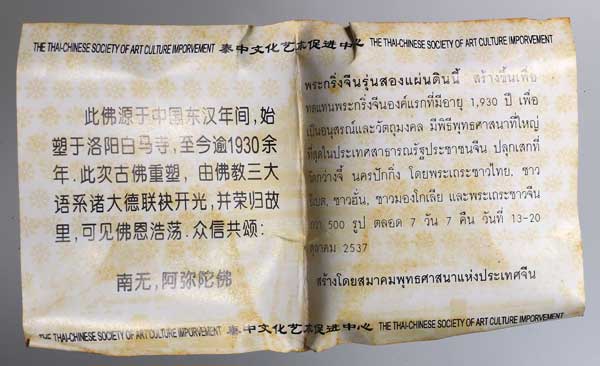 THE THAI-CHINESE SOCIETY OF ART CULTURE IMPORVEMENT 泰中文化艺术促进中心 THE THAI-CHINESE SOCIETY OF ART CULTURE IMPORVEMENT
此佛源于中国东汉年间,始
塑于洛阳白马寺,至今逾1930余
年.此次古佛重塑, 由佛教三大
语系诸大德联袂开光,并荣归故
里,可见佛恩浩荡.众信共颂:
南无,阿弥陀佛
พระกริ่งจีนรุ่นสองแผ่นดินนี้ สร้างขึ้นเพื่อ
ทดแทนพระกริ่งจีนองค์แรกที่มีอายุ 1,930 ปี เพื่อ
เป็นอนุสรณ์และวัตถุมงคล มีพิธีพุทธศาสนาที่ใหญ่
ที่สุดในประเทศสาธารณรัฐประชาชนจีน ปลุกเสกที่
วัดกว่างจี้ นครปักกิ่ง โดยพระเถระชาวไทย, ชาว
ธิเบต, ชาวฮั่น, ชาวมองโกเลีย และพระเถระชาวจีน
กว่า 500 รูป ตลอด 7 วัน 7 คืน วันที่ 13-20
ตุลาคม 2537
สร้างโดยสมาคมพุทธศาสนาแห่งประเทศจีน
THE THAI-CHINESE SOCIETY OF ART CULTURE IMPORVEMENT 泰中文化艺术促进中心 THE THAI-CHINESE SOCIETY OF ART CULTURE IMPORVEMENT